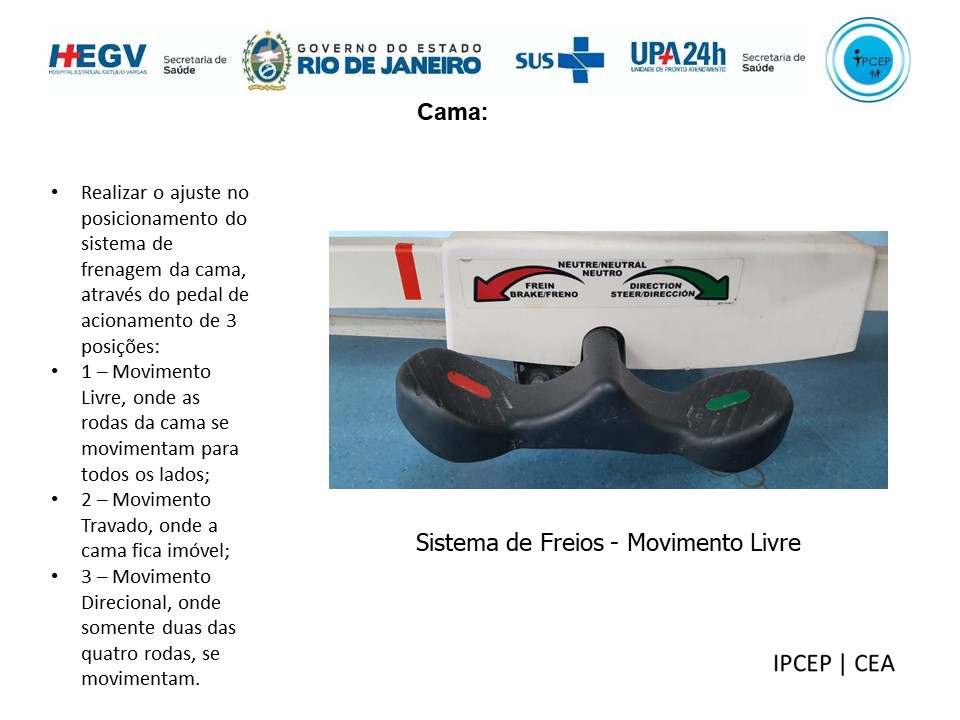 HEGV
HOSPITAL ESTADUAL GETÚLIO VARGAS
Secretaria de
Saúde
GOVERNO DO ESTADO
RIO DE JANEIRO
SUS
UPA 24h
UNIDADE DE PRONTO ATENDIMENTO
Secretaria de
Saúde
IPCEP
Cama:
• Realizar o ajuste no
posicionamento do
sistema de
frenagem da cama,
através do pedal de
acionamento de 3
posições:
• 1 – Movimento
Livre, onde as
rodas da cama se
movimentam para
todos os lados;
• 2 – Movimento
Travado, onde a
cama fica imóvel;
• 3 – Movimento
Direcional, onde
somente duas das
quatro rodas, se
movimentam.
NEUTRE/NEUTRAL
NEUTRO
FREIN
BRAKE/FRENO
DIRECTION
STEER/DIRECCIÓN
Sistema de Freios - Movimento Livre
IPCEP | CEA